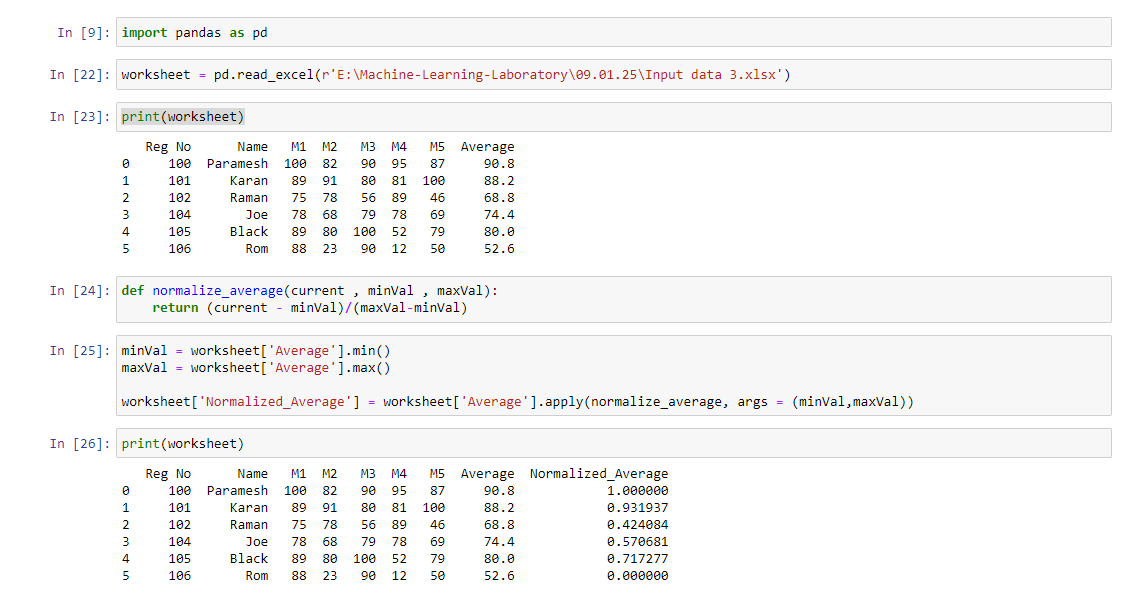 In [9]: import pandas as pd
In [22]: worksheet = pd.read_excel(r'E:\Machine-Learning-Laboratory\09.01.25\Input data 3.xlsx')
In [23]: print(worksheet)
Reg No Name M1 M2 M3 M4 M5 Average
0 100 Paramesh 100 82 90 95 87 90.8
1 101 Karan 89 91 80 81 100 88.2
2 102 Raman 75 78 56 89 46 68.8
3 104 Joe 78 68 79 78 69 74.4
4 105 Black 89 80 100 52 79 80.0
5 106 Rom 88 23 90 12 50 52.6
In [24]: def normalize_average(current , minVal , maxVal):
return (current - minVal)/(maxVal-minVal)
In [25]: minVal = worksheet['Average'].min()
maxVal = worksheet['Average'].max()
worksheet['Normalized_Average'] = worksheet['Average'].apply(normalize_average, args = (minVal,maxVal))
In [26]: print(worksheet)
Reg No Name M1 M2 M3 M4 M5 Average Normalized_Average
0 100 Paramesh 100 82 90 95 87 90.8 1.000000
1 101 Karan 89 91 80 81 100 88.2 0.931937
2 102 Raman 75 78 56 89 46 68.8 0.424084
3 104 Joe 78 68 79 78 69 74.4 0.570681
4 105 Black 89 80 100 52 79 80.0 0.717277
5 106 Rom 88 23 90 12 50 52.6 0.000000